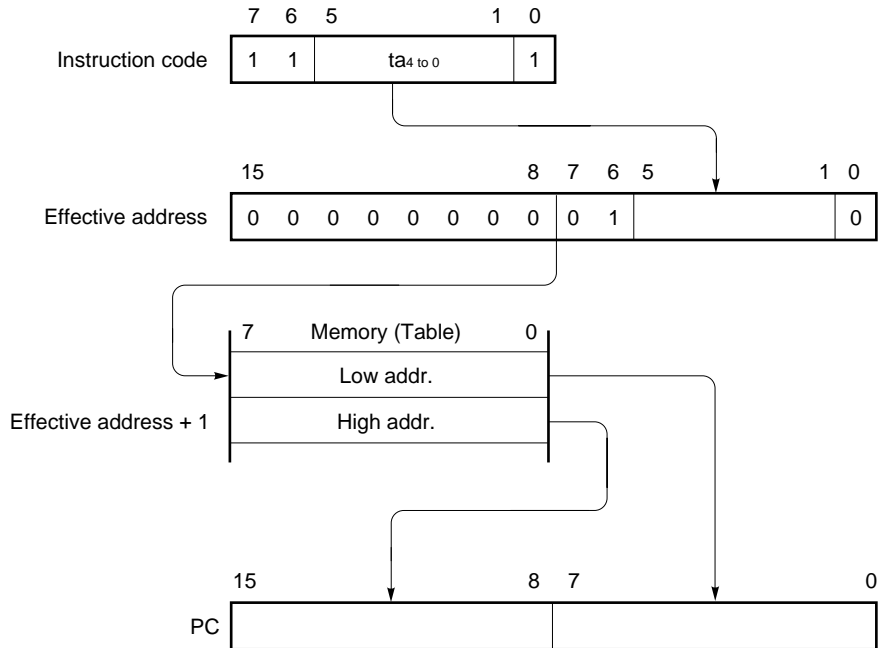 7 6 5 1 0
Instruction code 1 1 ta4 to 0 1
15 8 7 6 5 1 0
Effective address 0 0 0 0 0 0 0 0 0 1 0
7 Memory (Table) 0
Low addr.
Effective address + 1 High addr.
15 8 7 0
PC